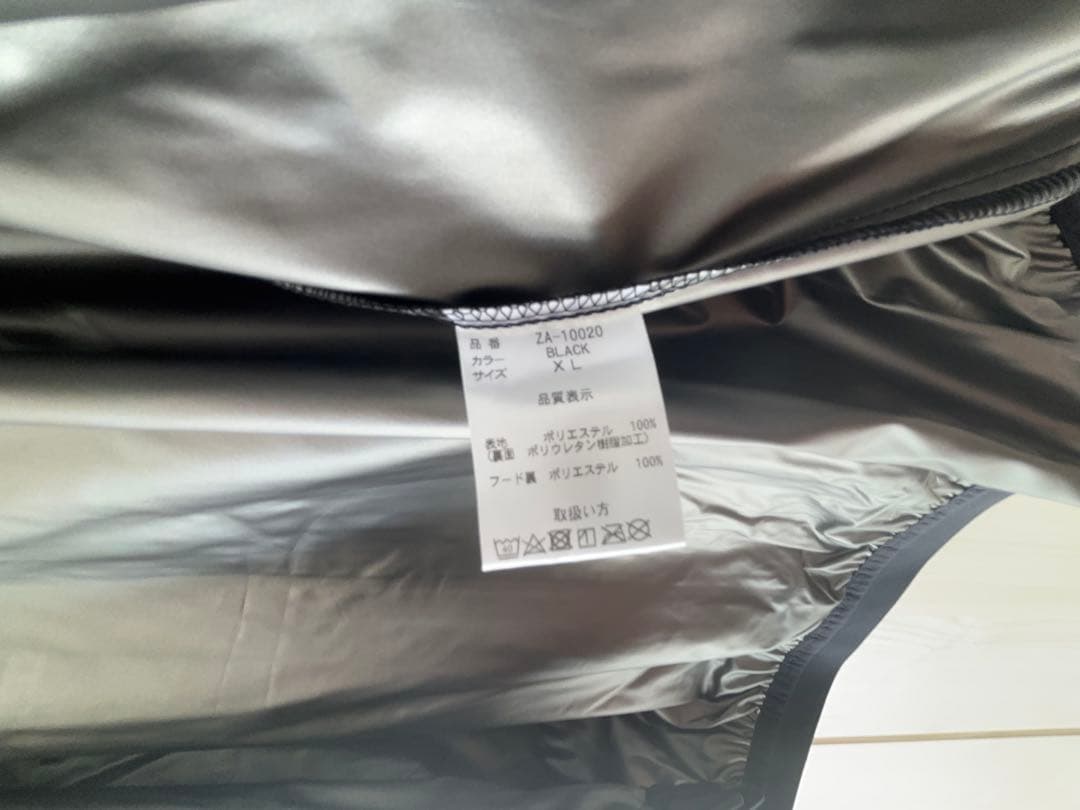 品番 ZA-10020
カラー BLACK
サイズ XL
品質表示
表地 ポリエステル 100%
(裏面 ポリウレタン樹脂加工)
フード裏 ポリエステル 100%
取扱い方
40